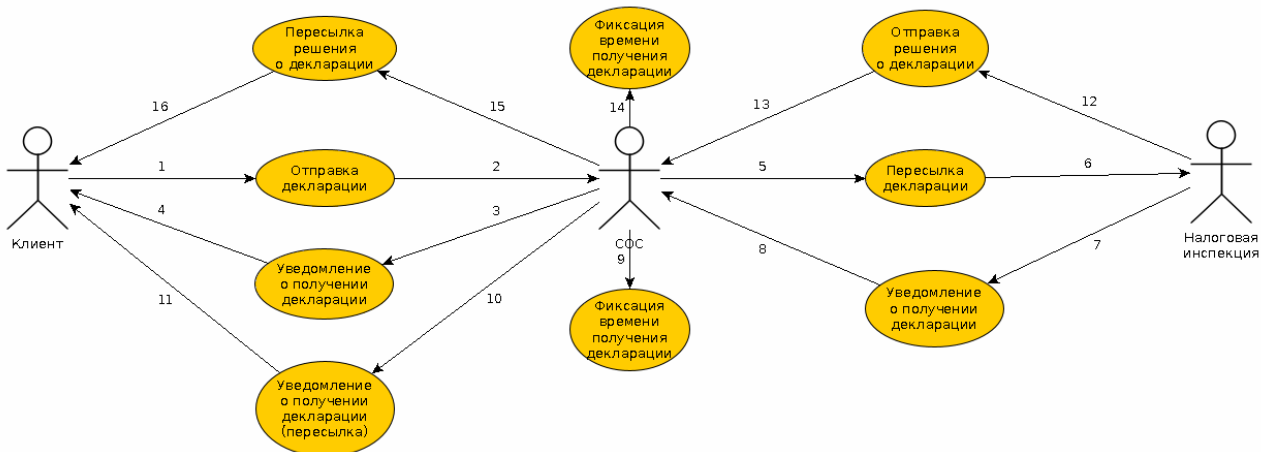 Пересылка
решения
о декларации
Фиксация
времени
получения
декларации
Отправка
решения
о декларации
16
15
14
13
12
1
Отправка
декларации
2
5
Пересылка
декларации
6
4
3
Клиент
СОС
9
8
7
Налоговая
инспекция
Уведомление
о получении
декларации
11
10
Фиксация
времени
получения
декларации
Уведомление
о получении
декларации
Уведомление
о получении
декларации
(пересылка)